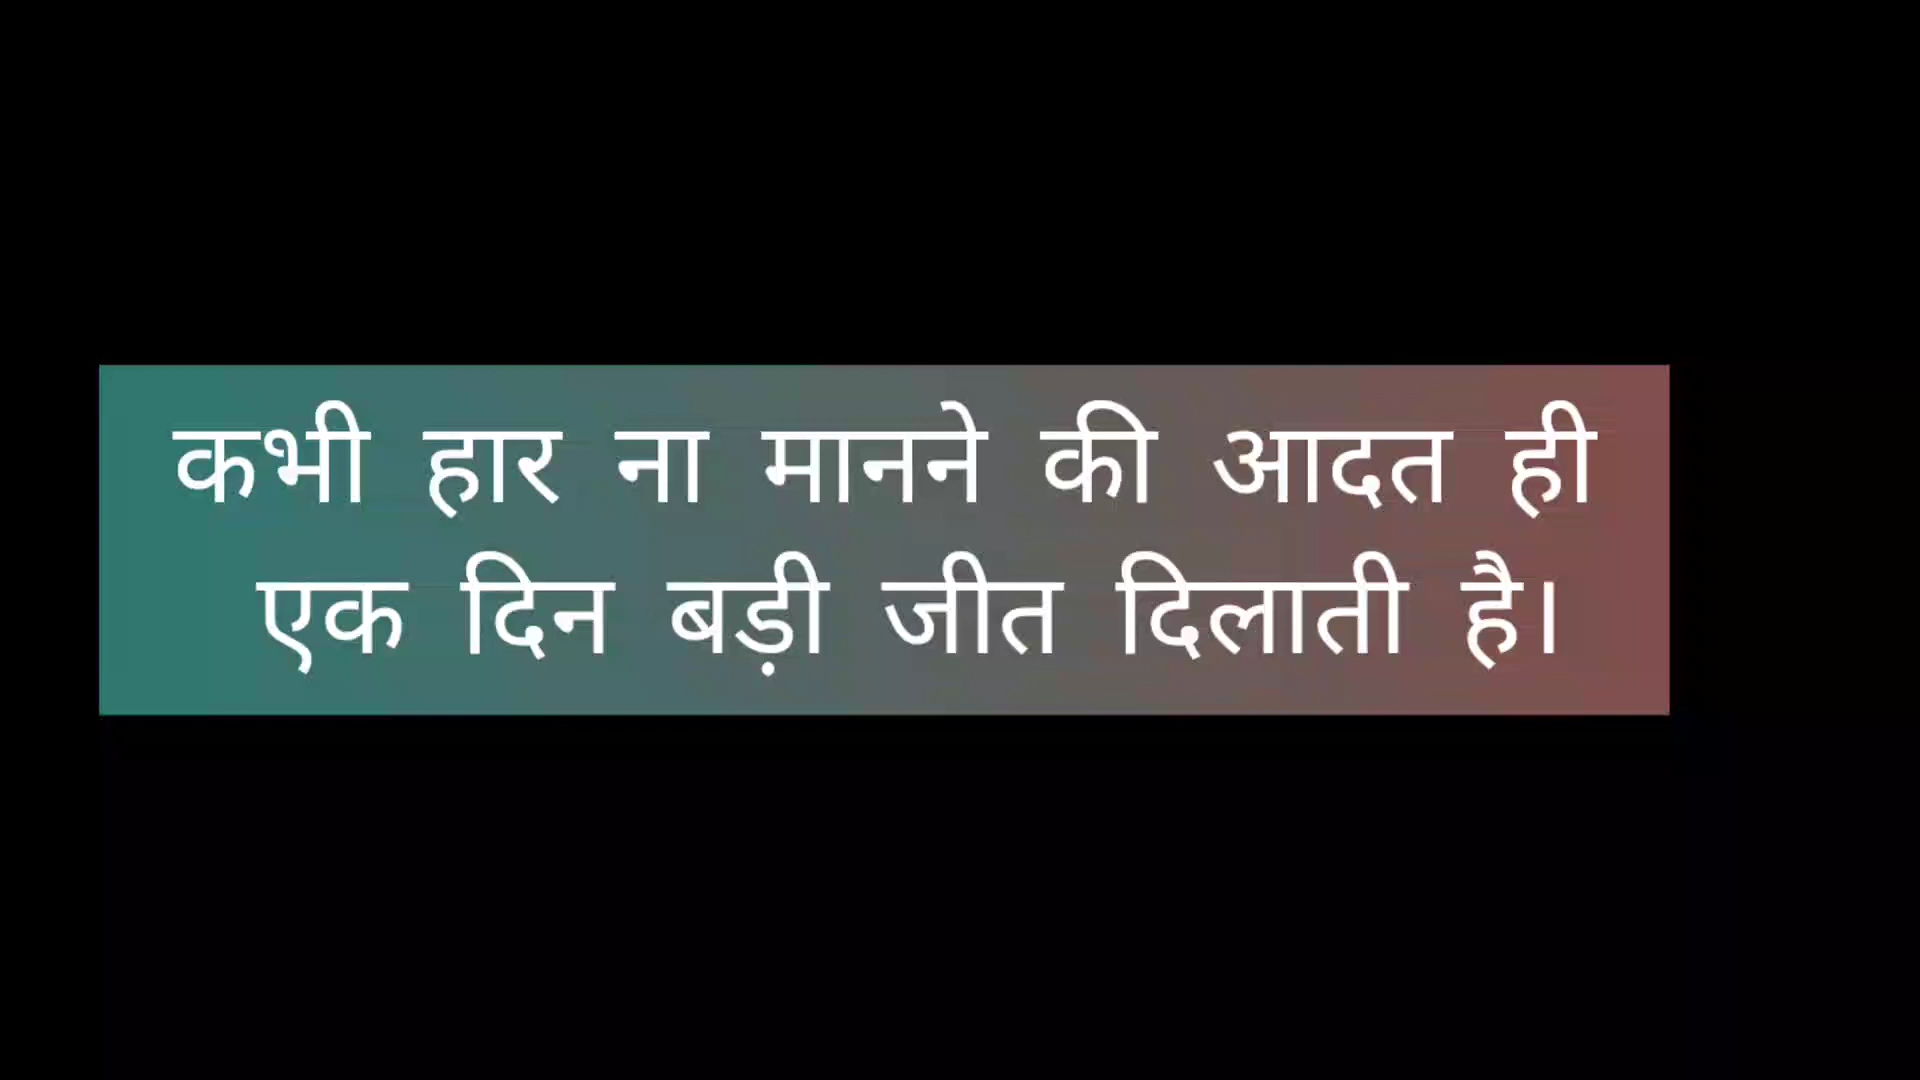 कभी हार ना मानने की आदत ही
एक दिन बड़ी जीत दिलाती है।